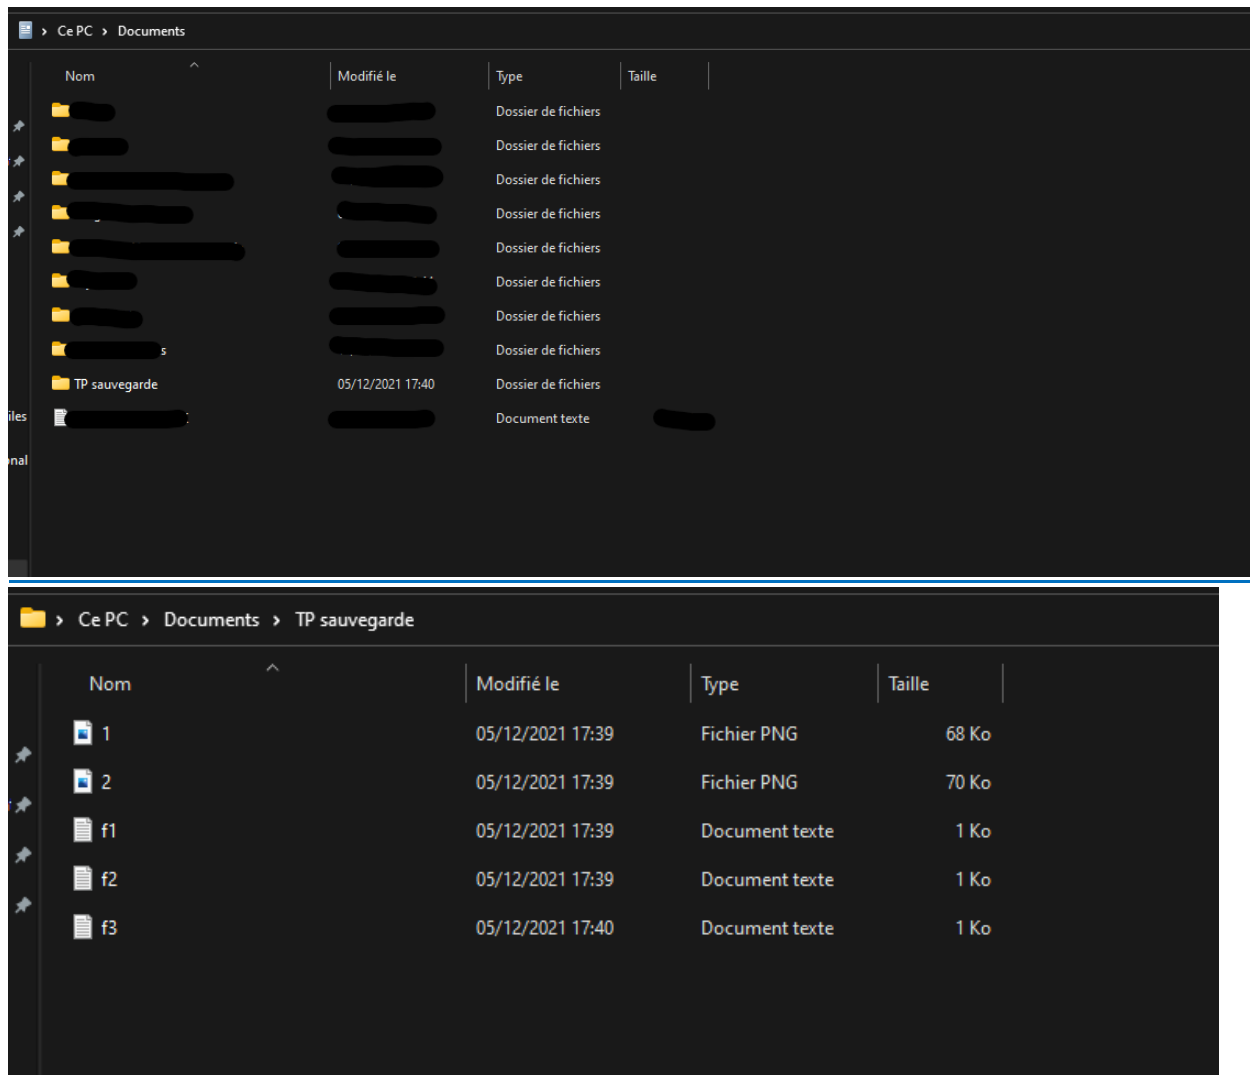 Ce PC > Documents
Nom Modifié le Type Taille
Dossier de fichiers
Dossier de fichiers
Dossier de fichiers
Dossier de fichiers
Dossier de fichiers
Dossier de fichiers
Dossier de fichiers
s Dossier de fichiers
TP sauvegarde 05/12/2021 17:40 Dossier de fichiers
iles Document texte
onal
Ce PC > Documents > TP sauvegarde
Nom Modifié le Type Taille
1 05/12/2021 17:39 Fichier PNG 68 Ko
2 05/12/2021 17:39 Fichier PNG 70 Ko
f1 05/12/2021 17:39 Document texte 1 Ko
f2 05/12/2021 17:39 Document texte 1 Ko
f3 05/12/2021 17:40 Document texte 1 Ko